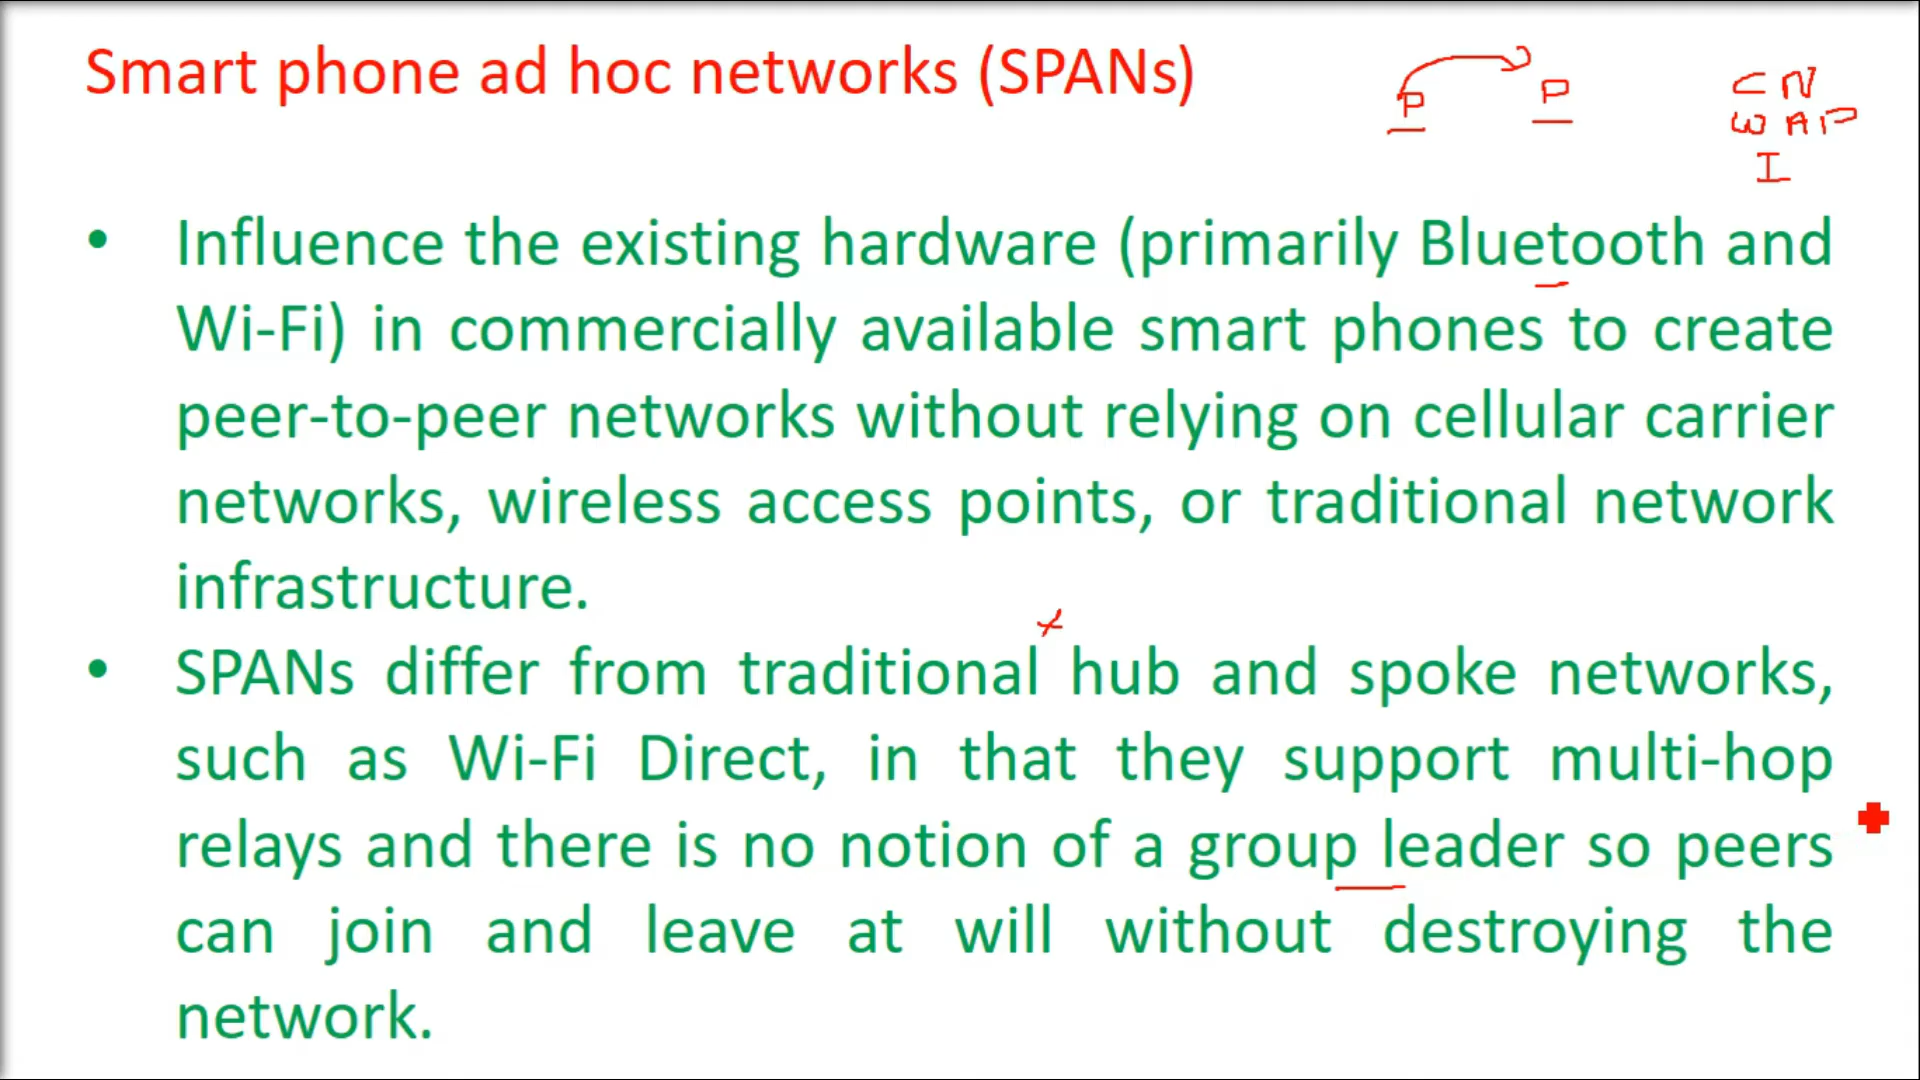 Smart phone ad hoc networks (SPANs)
P P
CN
WAP
I
• Influence the existing hardware (primarily Bluetooth and
Wi-Fi) in commercially available smart phones to create
peer-to-peer networks without relying on cellular carrier
networks, wireless access points, or traditional network
infrastructure.
• SPANs differ from traditional hub and spoke networks,
such as Wi-Fi Direct, in that they support multi-hop
relays and there is no notion of a group leader so peers
can join and leave at will without destroying the
network.